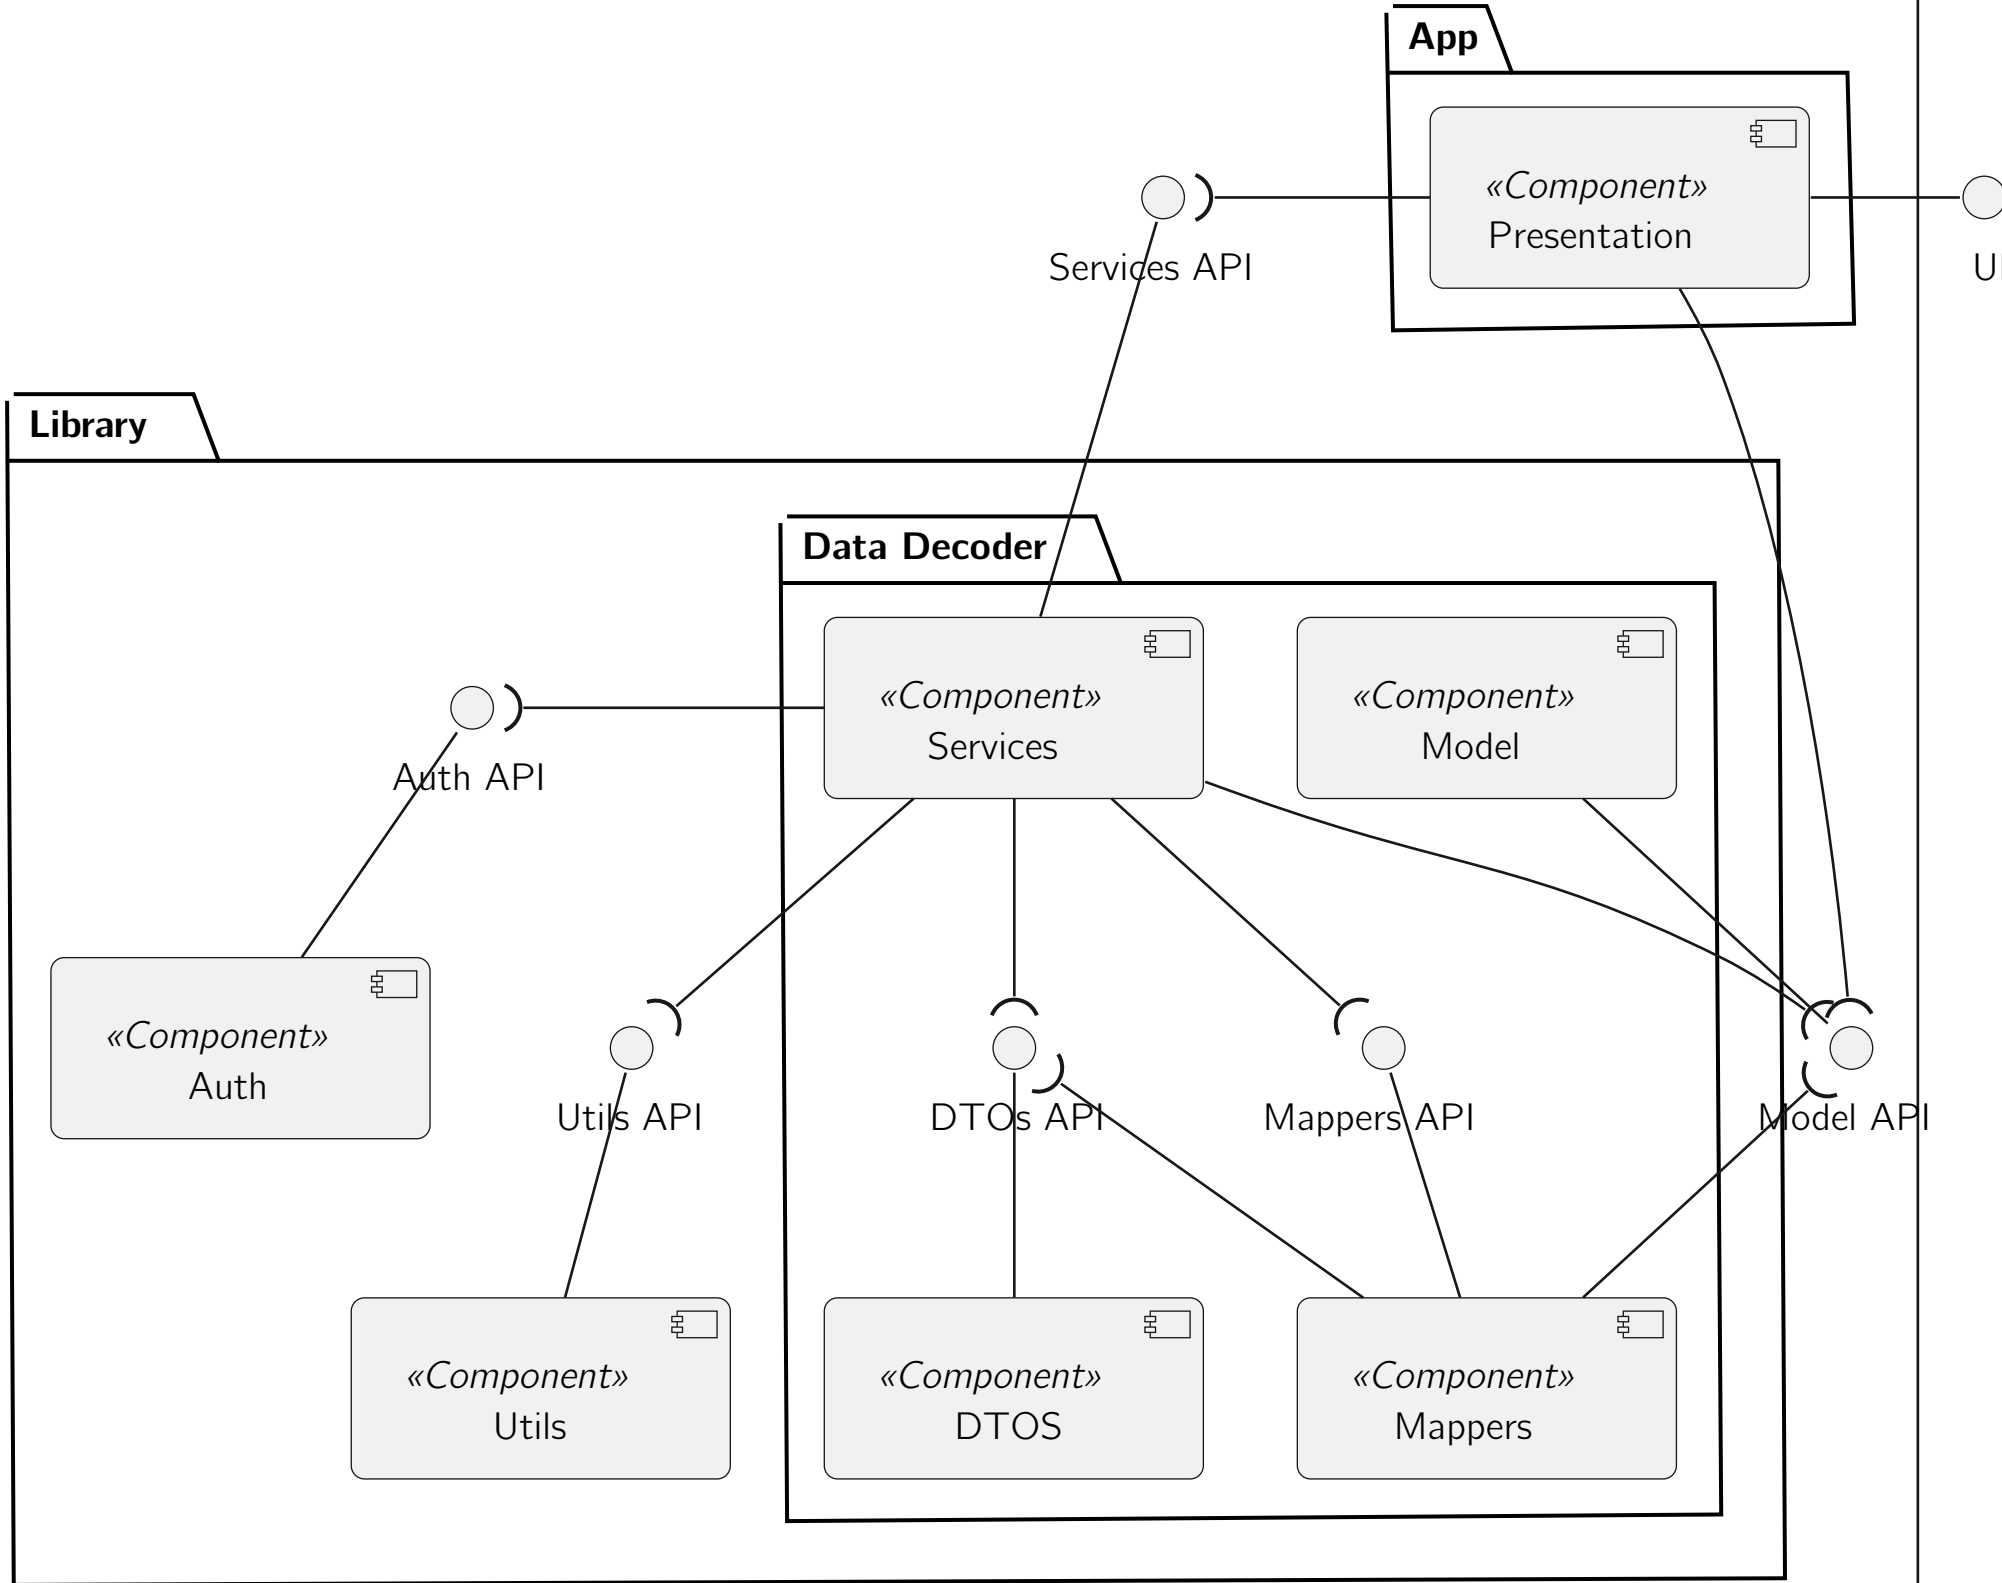 App
«Component»
Presentation
Services API
Library
Data Decoder
«Component»
Services
«Component»
Model
Auth API
«Component»
Auth
Utils API
DTOs API
Mappers API
Model API
«Component»
Utils
«Component»
DTOS
«Component»
Mappers